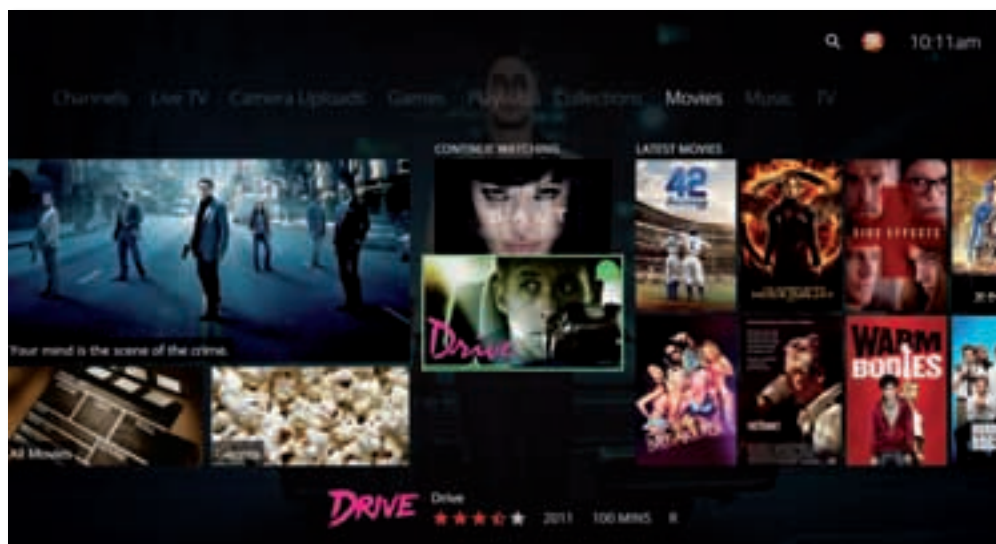 10:11am
Channels Live TV Camera Uploads Games Playlists Collections Movies Music TV
CONTINUE WATCHING
LATEST MOVIES
42
SIDE EFFECTS
Drive
Your mind is the scene of the crime.
WARM
BODIES
All Movies
DRIVE
Drive
2011 100 MINS R